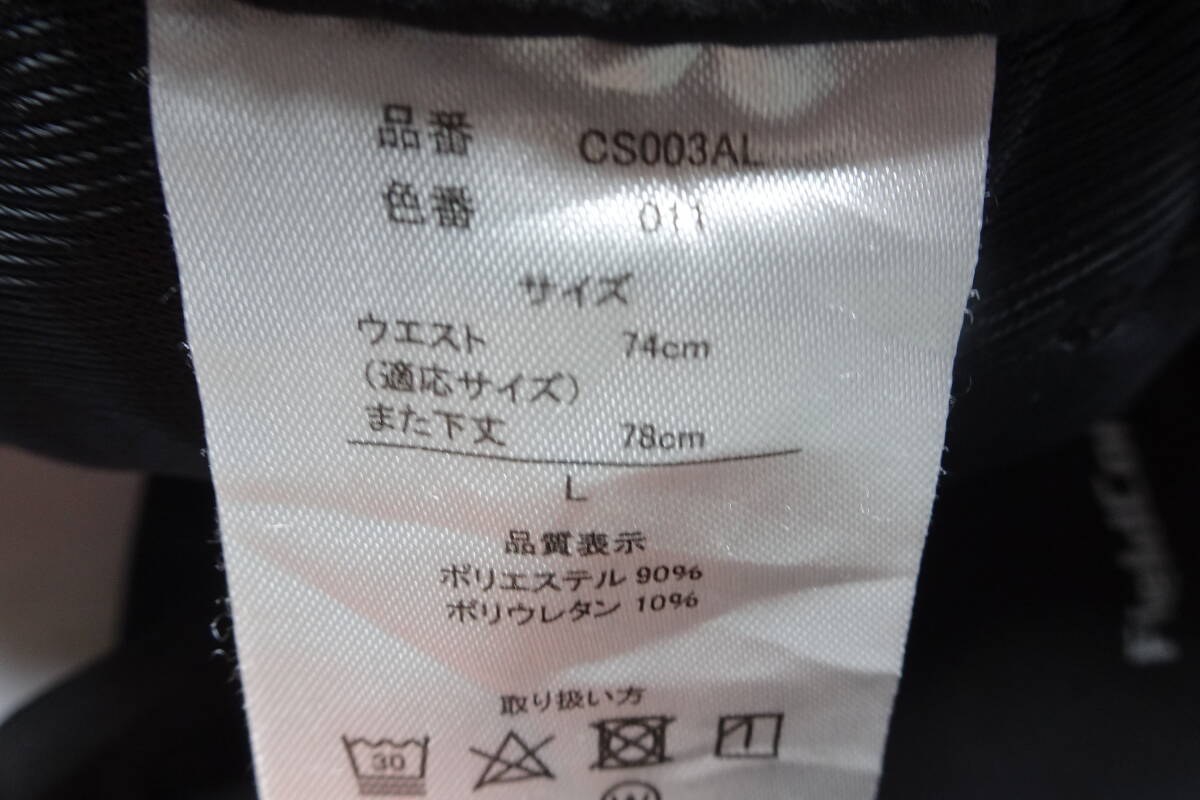 品番 CS003AL
色番 011
サイズ
ウエスト 74cm
(適応サイズ)
また下丈 78cm
L
品質表示
ポリエステル 90%
ポリウレタン 10%
取り扱い方
30
W